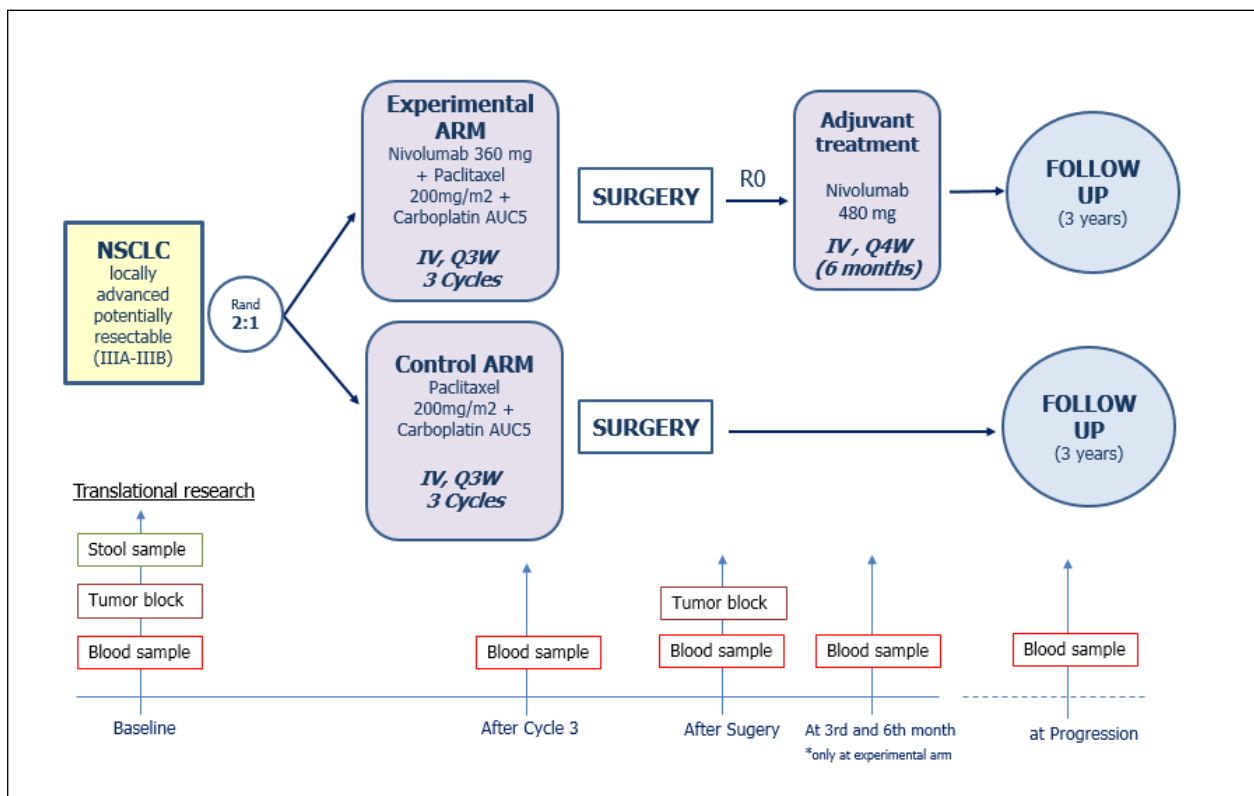 NSCLC
locally
advanced
potentially
resectable
(IIIA-IIIB)
Rand
2:1
Experimental
ARM
Nivolumab 360 mg
+ Paclitaxel
200mg/m2 +
Carboplatin AUC5
IV, Q3W
3 Cycles
SURGERY
R0
Adjuvant
treatment
Nivolumab
480 mg
IV , Q4W
(6 months)
FOLLOW
UP
(3 years)
Control ARM
Paclitaxel
200mg/m2 +
Carboplatin AUC5
IV, Q3W
3 Cycles
SURGERY
FOLLOW
UP
(3 years)
Translational research
Stool sample
Tumor block
Blood sample
Baseline
Blood sample
After Cycle 3
Tumor block
Blood sample
After Sugery
Blood sample
At 3rd and 6th month
*only at experimental arm
Blood sample
at Progression